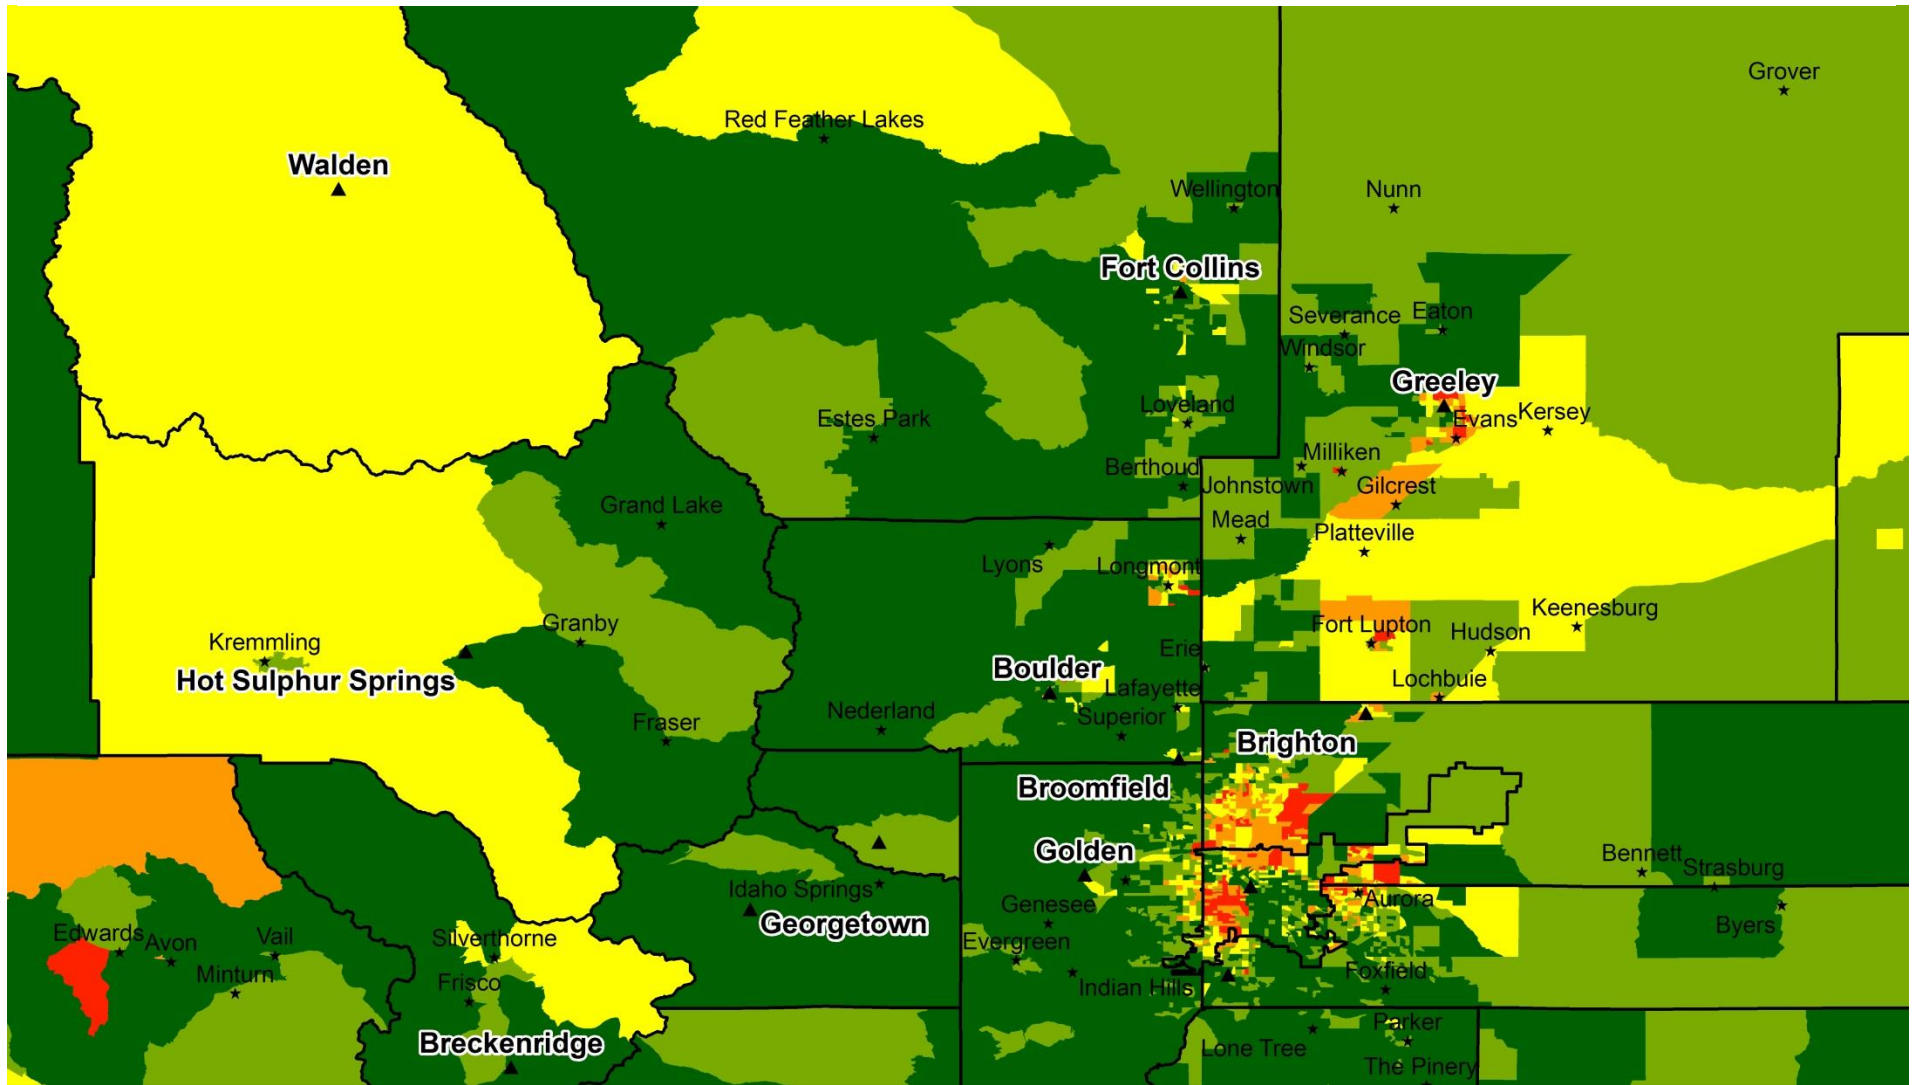 Grover
Red Feather Lakes
Walden
Wellington
Nunn
Fort Collins
Severance
Eaton
Windsor
Greeley
Loveland
Evans
Kersey
Estes Park
Milliken
Berthoud
Johnstown
Gilcrest
Grand Lake
Mead
Platteville
Lyons
Longmont
Keenesburg
Granby
Fort Lupton
Hudson
Kremmling
Erie
Hot Sulphur Springs
Boulder
Lafayette
Lochbuie
Nederland
Superior
Fraser
Brighton
Broomfield
Golden
Bennett
Strasburg
Idaho Springs
Aurora
Genesee
Georgetown
Byers
Edwards
Avon
Vail
Silverthorne
Evergreen
Minturn
Frisco
Indian Hills
Foxfield
Parker
Breckenridge
Lone Tree
The Pinery